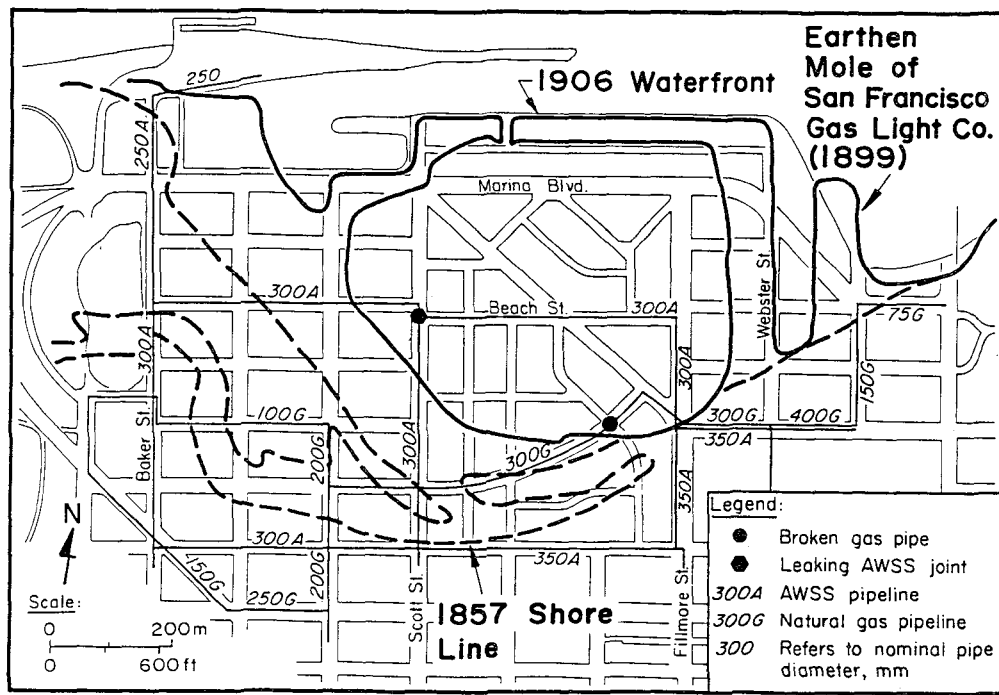 Earthen
Mole of
San Francisco
Gas Light Co.
(1899)
1906 Waterfront
250
250A
Marina Blvd.
Webster St.
300A
Beach St.
300A
75G
300A
300A
150G
100G
300G
400G
350A
Baker St.
200G
300A
300G
350A
N
300A
350A
150G
200G
250G
Scott St.
Fillmore St.
1857 Shore
Line
Scale:
0 200m
0 600ft
Legend:
Broken gas pipe
Leaking AWSS joint
300A AWSS pipeline
300G Natural gas pipeline
300 Refers to nominal pipe
diameter, mm